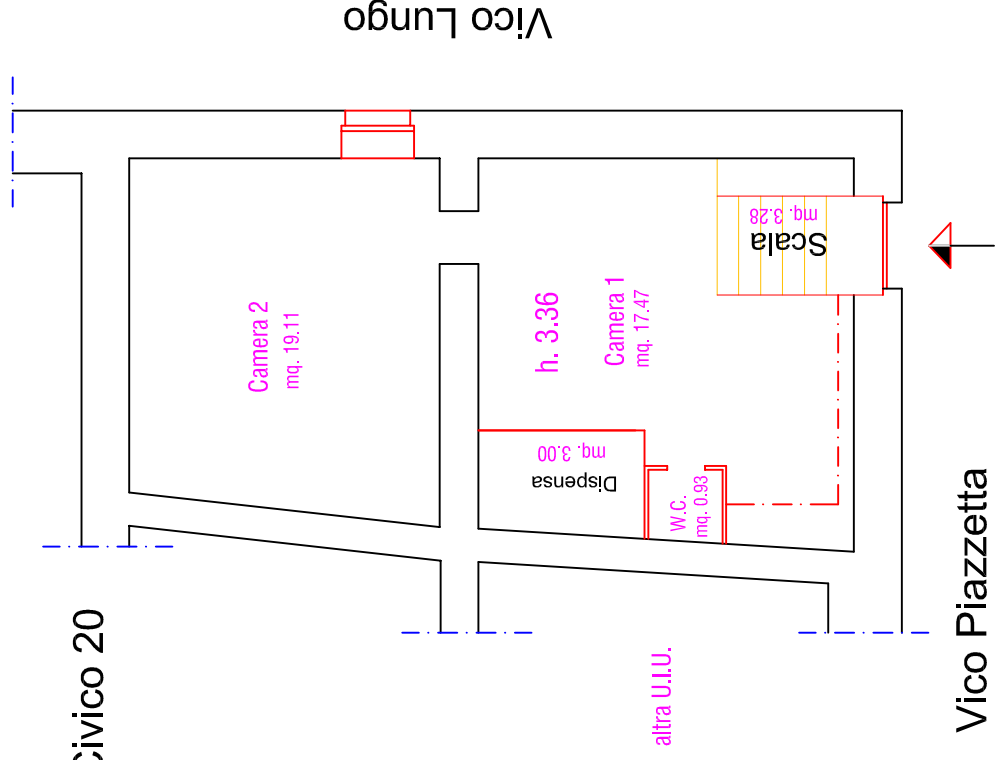 Vico Lungo
mq. 3.28
Scala
Camera 2
mq. 19.11
h. 3.36
Camera 1
mq. 17.47
mq. 3.00
Dispensa
W.C.
mq. 0.93
Civico 20
altra U.I.U.
Vico Piazzetta